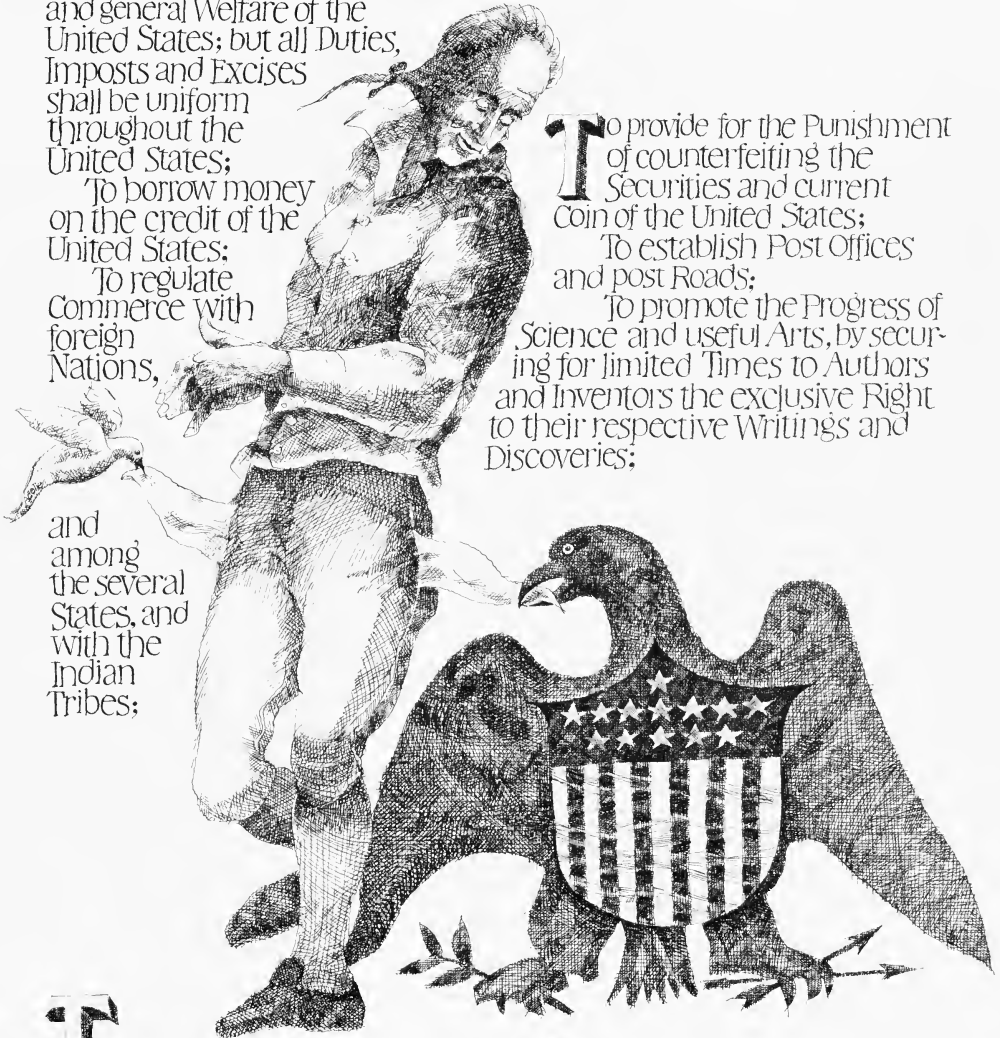 and general Welfare of the
United States; but all Duties,
Imposts and Excises
shall be uniform
throughout the
United States;
To borrow money
on the credit of the
United States;
To regulate
Commerce with
foreign
Nations,
and
among
the several
States, and
with the
Indian
Tribes;
To provide for the Punishment
of counterfeiting the
Securities and current
Coin of the United States;
To establish Post Offices
and post Roads;
To promote the Progress of
Science and useful Arts, by secur-
ing for limited Times to Authors
and Inventors the exclusive Right
to their respective Writings and
Discoveries;
T